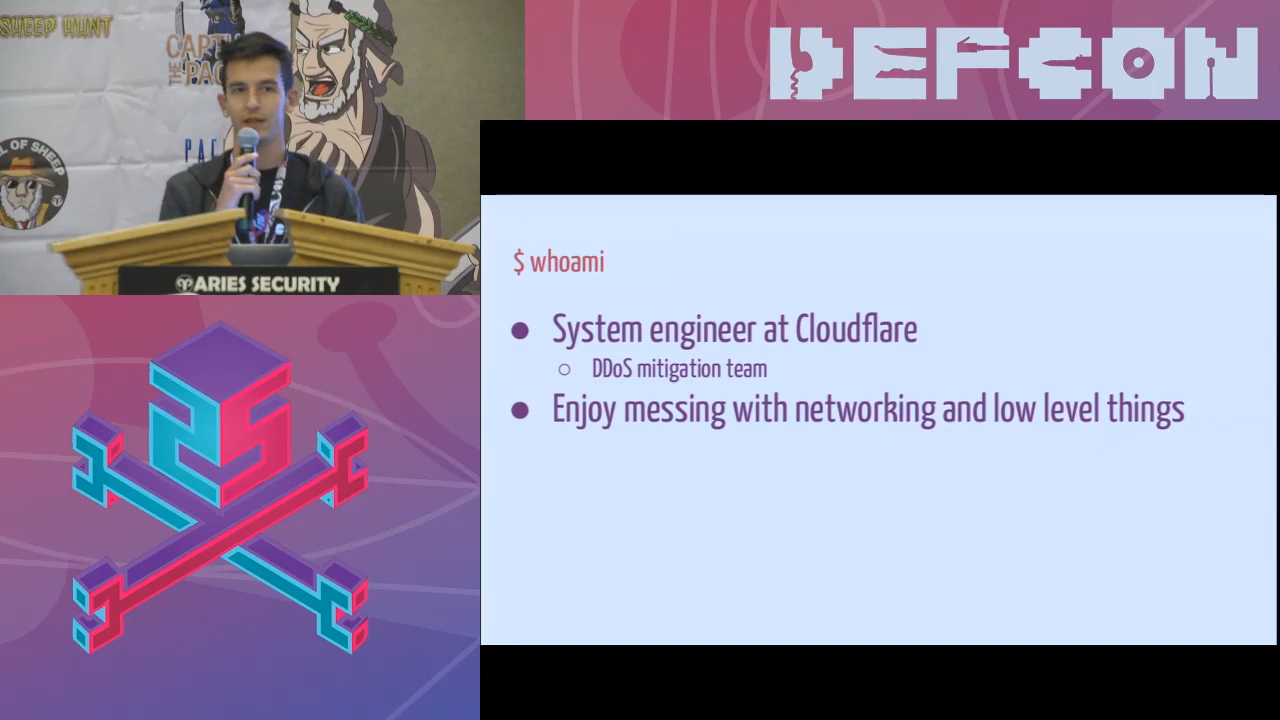 SHEEP HUNT
CAPT
THE PAC
PACK
L OF SHEEP
ARIES SECURITY
DEFCON
$ whoami
● System engineer at Cloudflare
○ DDoS mitigation team
● Enjoy messing with networking and low level things